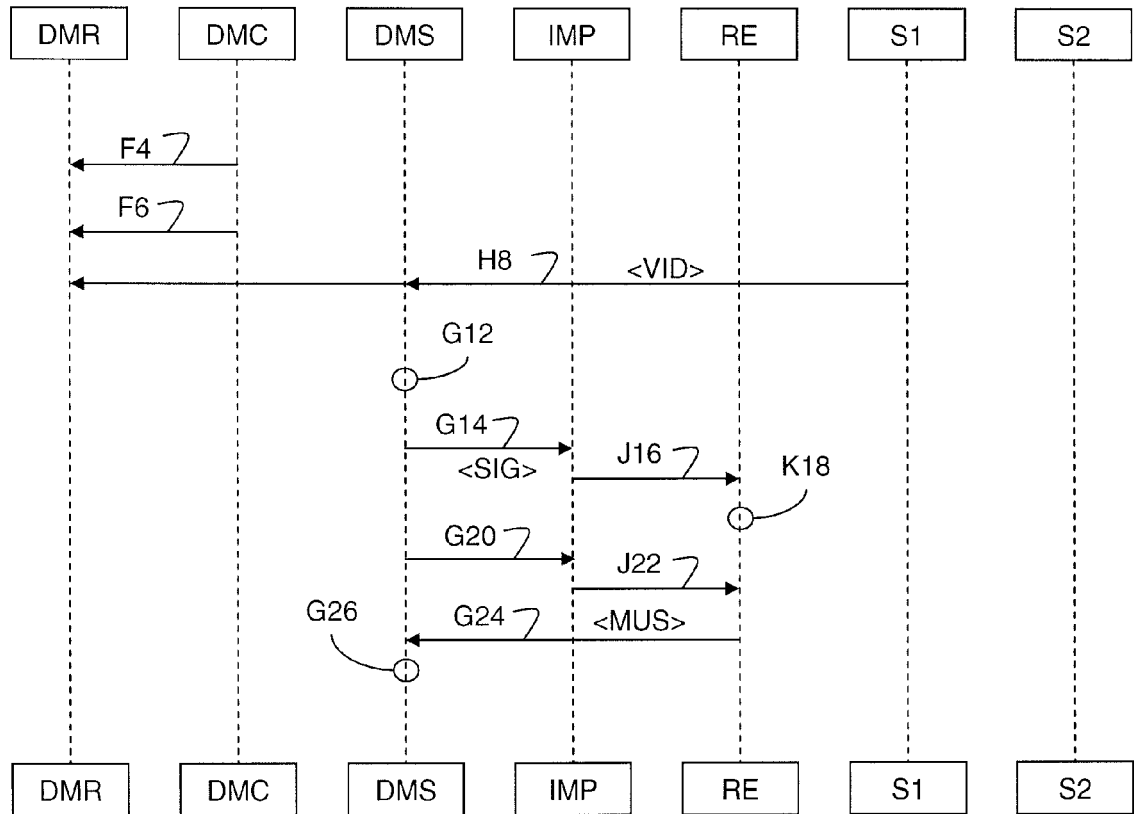 DMR DMC DMS IMP RE S1 S2
F4
F6
H8 <VID>
G12
G14
<SIG> J16 K18
G20
J22
G26 G24 <MUS>
DMR DMC DMS IMP RE S1 S2